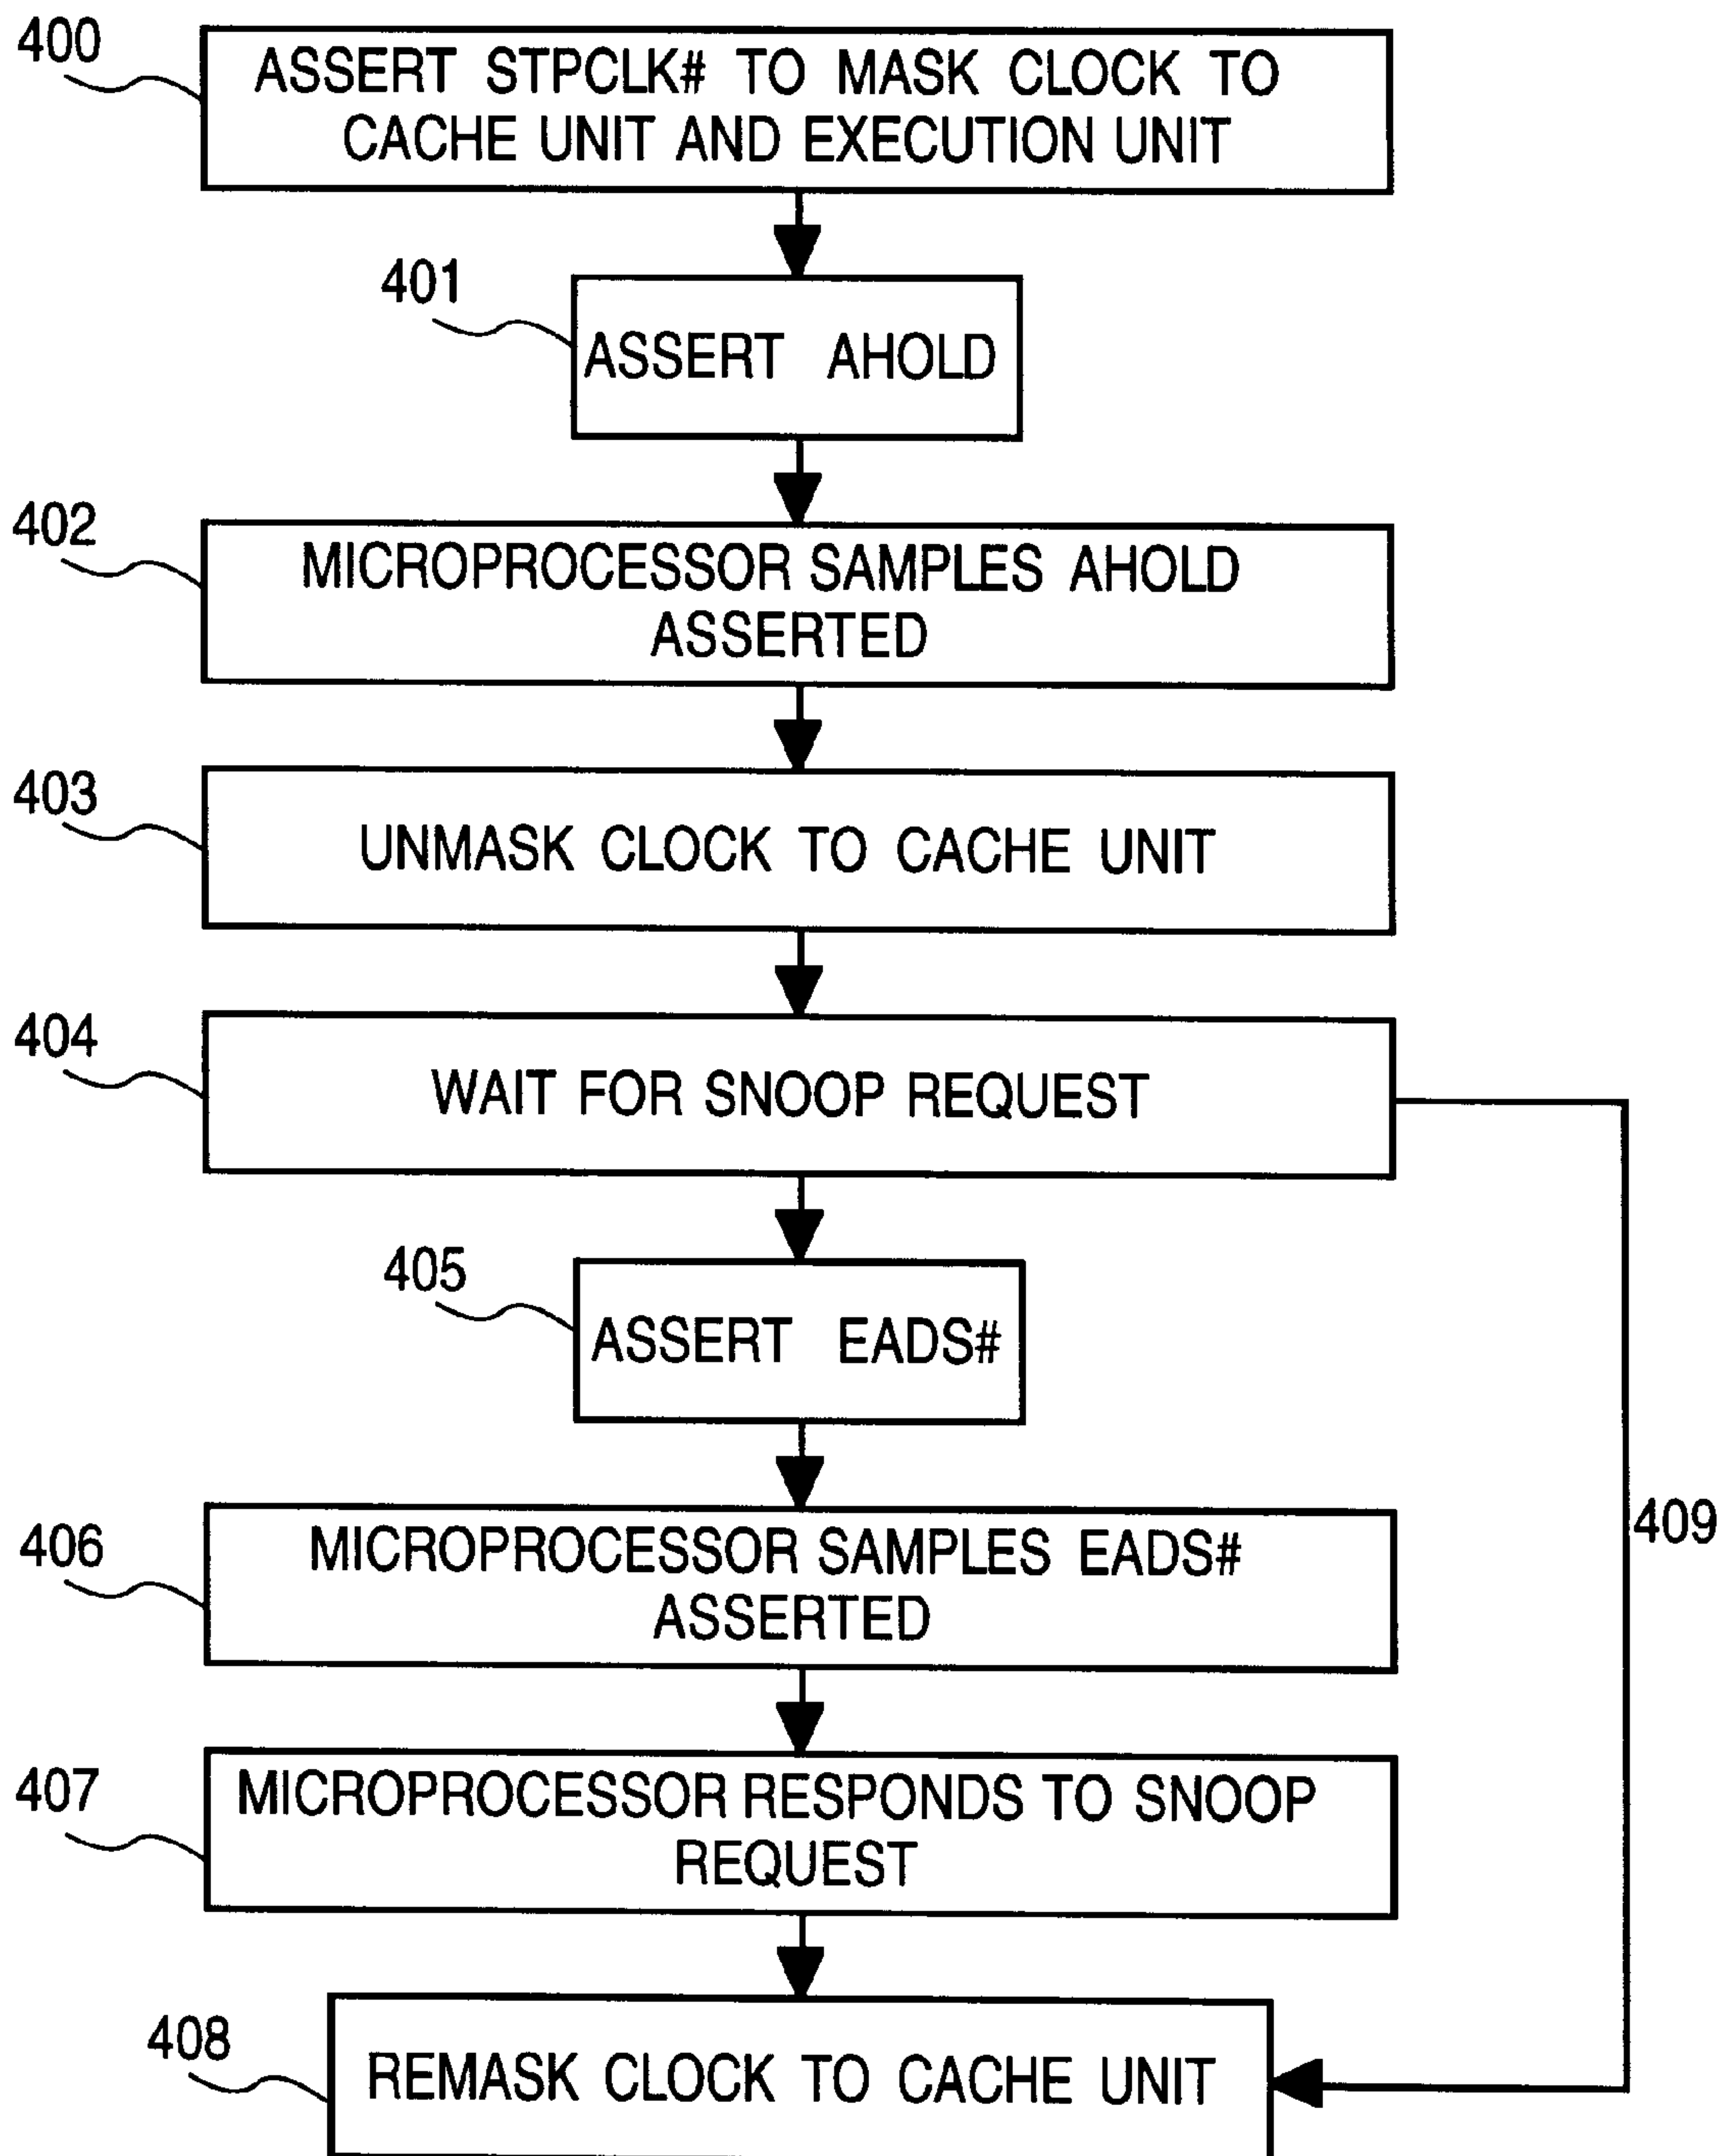 400
ASSERT STPCLK# TO MASK CLOCK TO
CACHE UNIT AND EXECUTION UNIT
401
ASSERT AHOLD
402
MICROPROCESSOR SAMPLES AHOLD
ASSERTED
403
UNMASK CLOCK TO CACHE UNIT
404
WAIT FOR SNOOP REQUEST
405
ASSERT EADS#
406
MICROPROCESSOR SAMPLES EADS#
ASSERTED
409
407
MICROPROCESSOR RESPONDS TO SNOOP
REQUEST
408
REMASK CLOCK TO CACHE UNIT